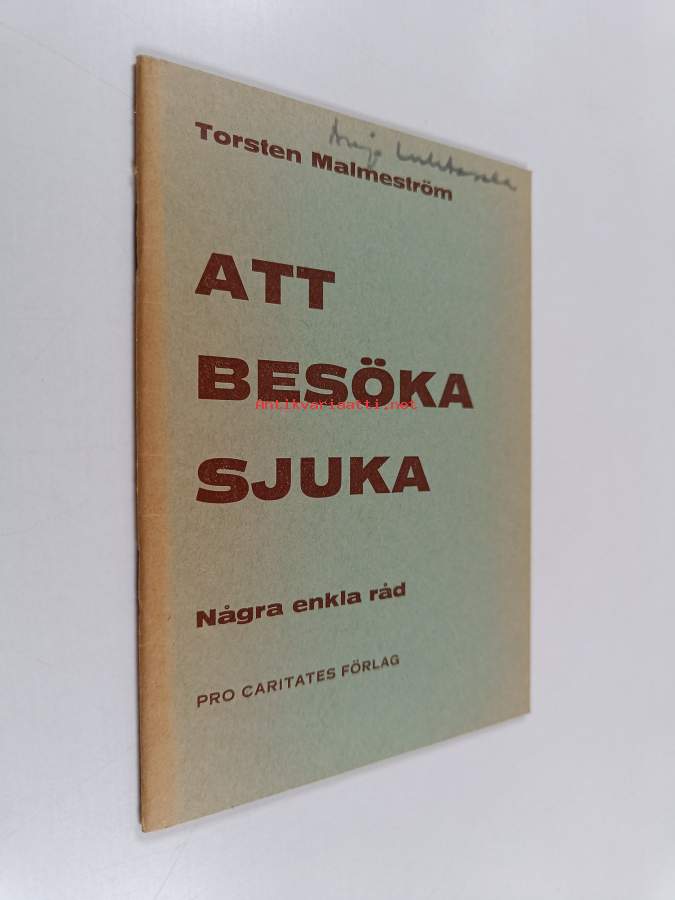 Torsten Malmeström
ATT
BESÖKA
Antikvariaatti.net
SJUKA
Några enkla råd
PRO CARITATES FÖRLAG